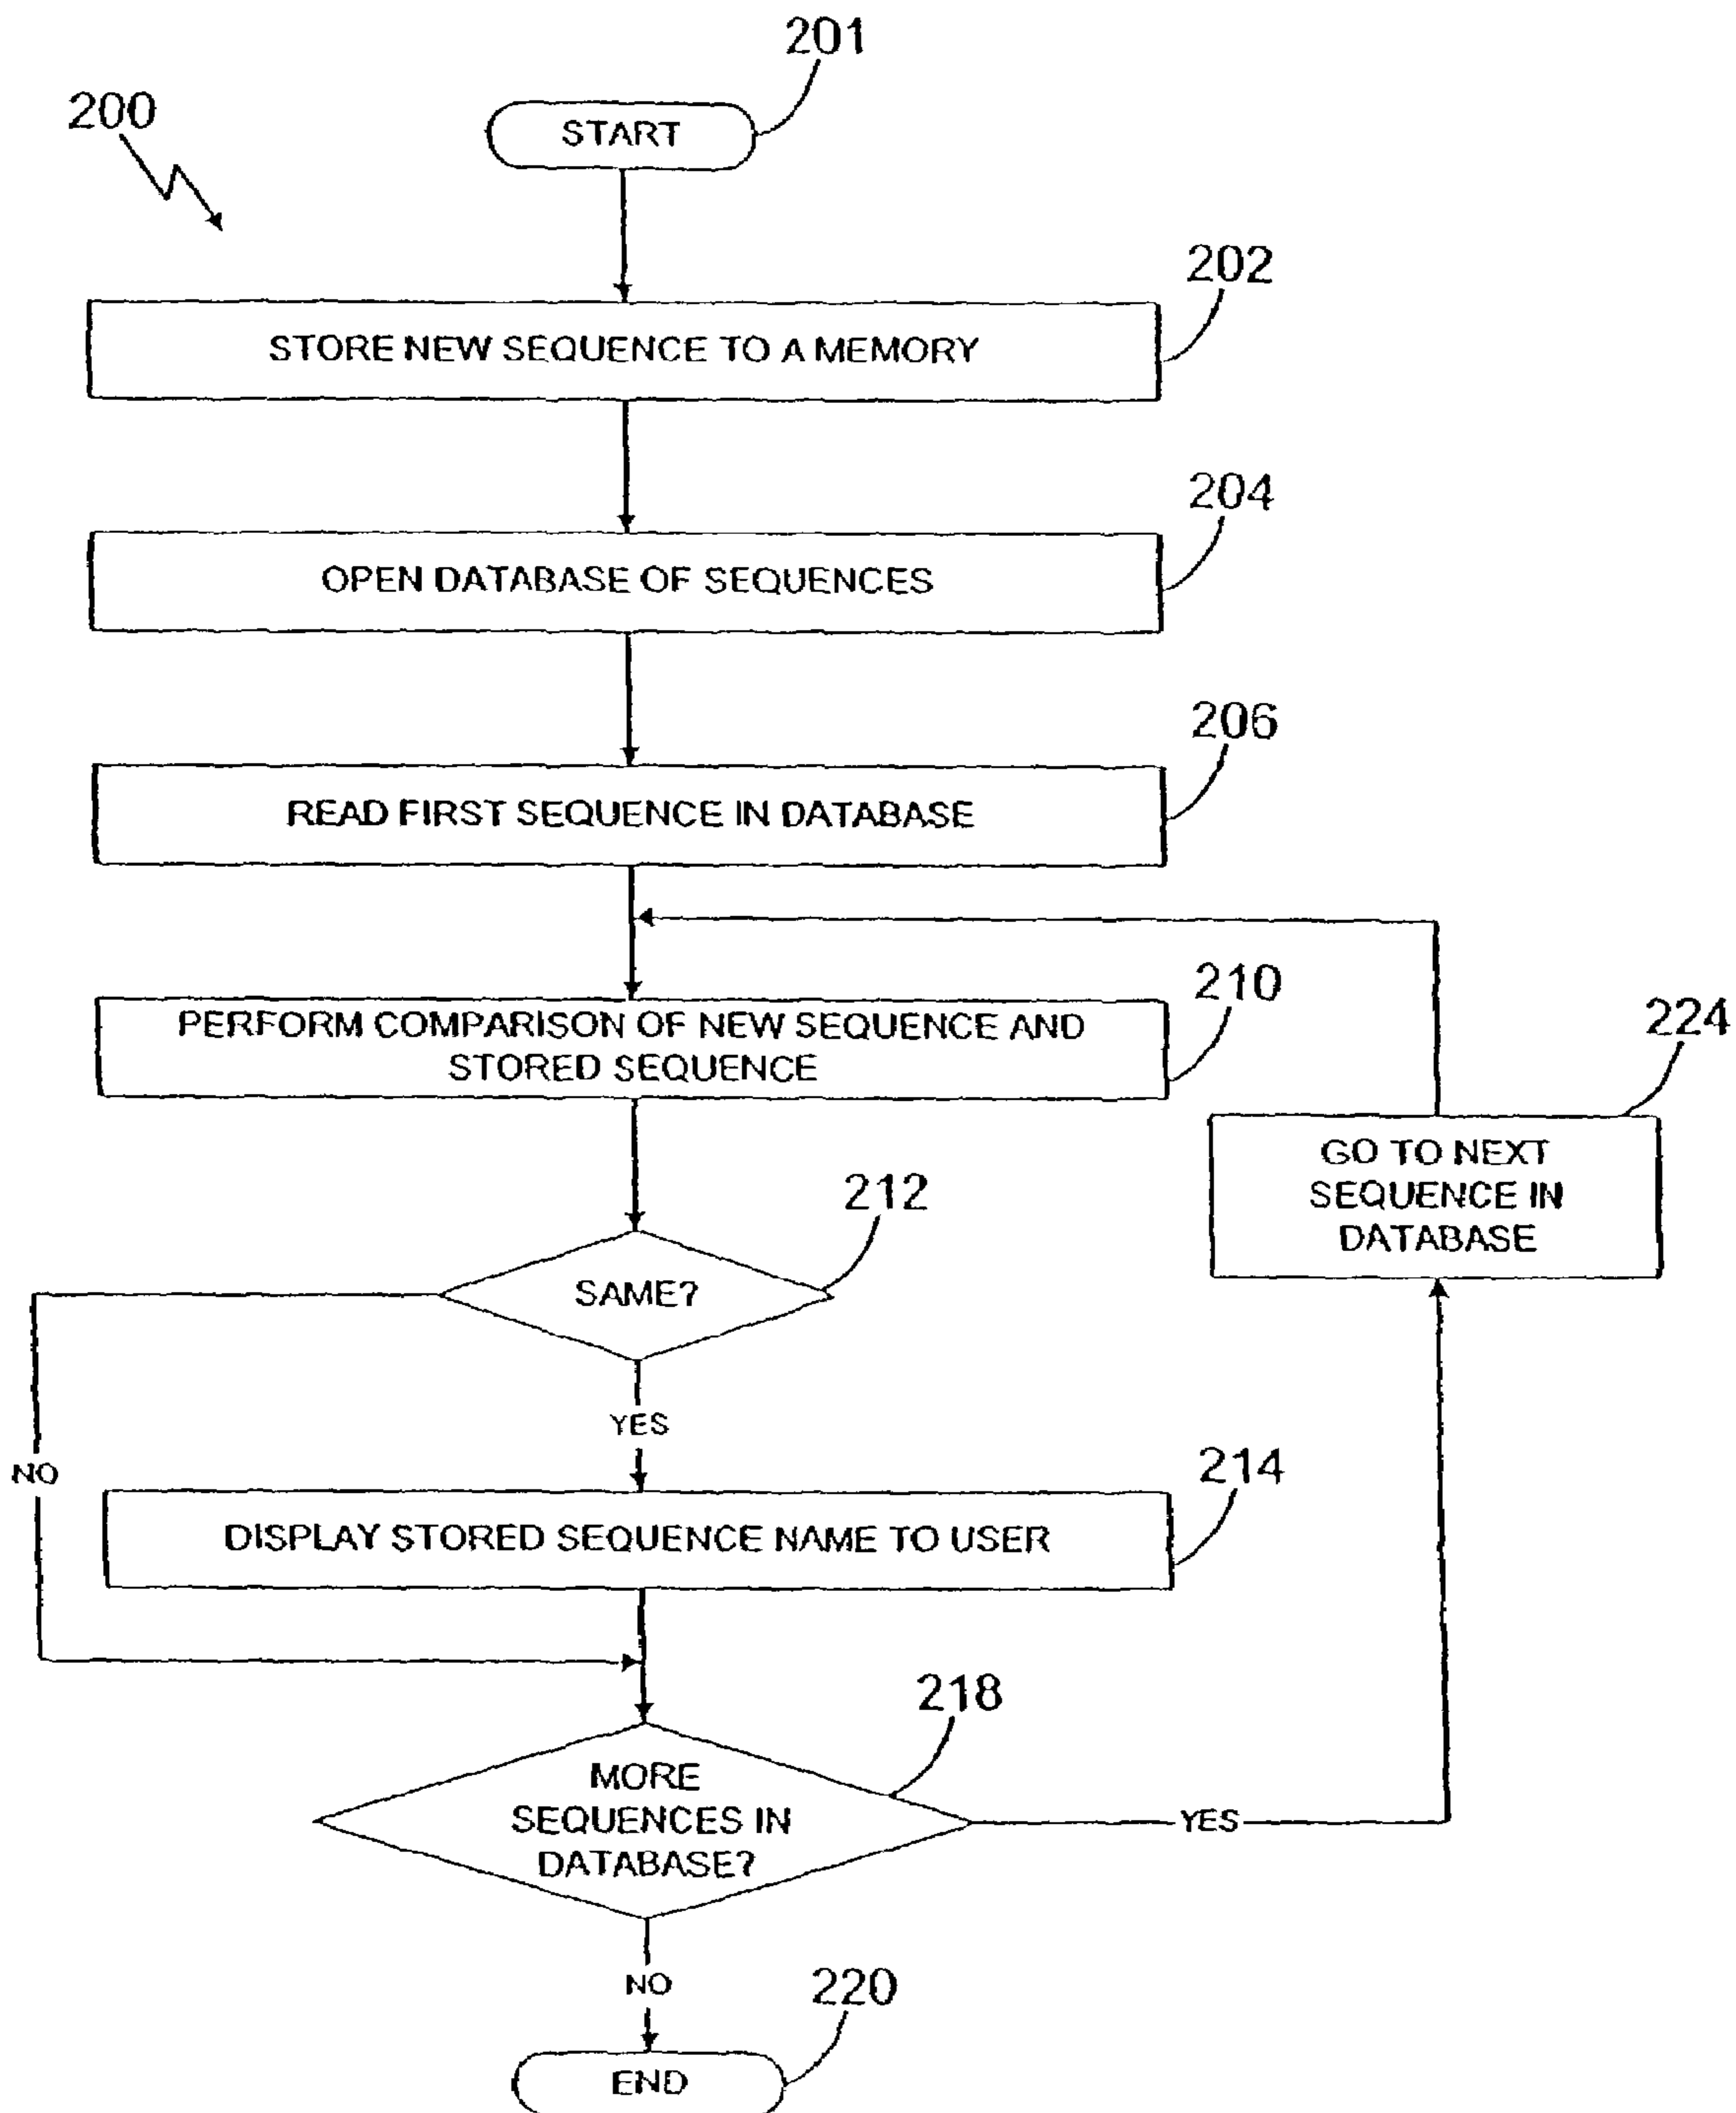 201
200
START
202
STORE NEW SEQUENCE TO A MEMORY
204
OPEN DATABASE OF SEQUENCES
206
READ FIRST SEQUENCE IN DATABASE
210
PERFORM COMPARISON OF NEW SEQUENCE AND
STORED SEQUENCE
224
GO TO NEXT
SEQUENCE IN
DATABASE
212
SAME?
YES
NO
214
DISPLAY STORED SEQUENCE NAME TO USER
218
MORE
SEQUENCES IN
DATABASE?
YES
NO
220
END